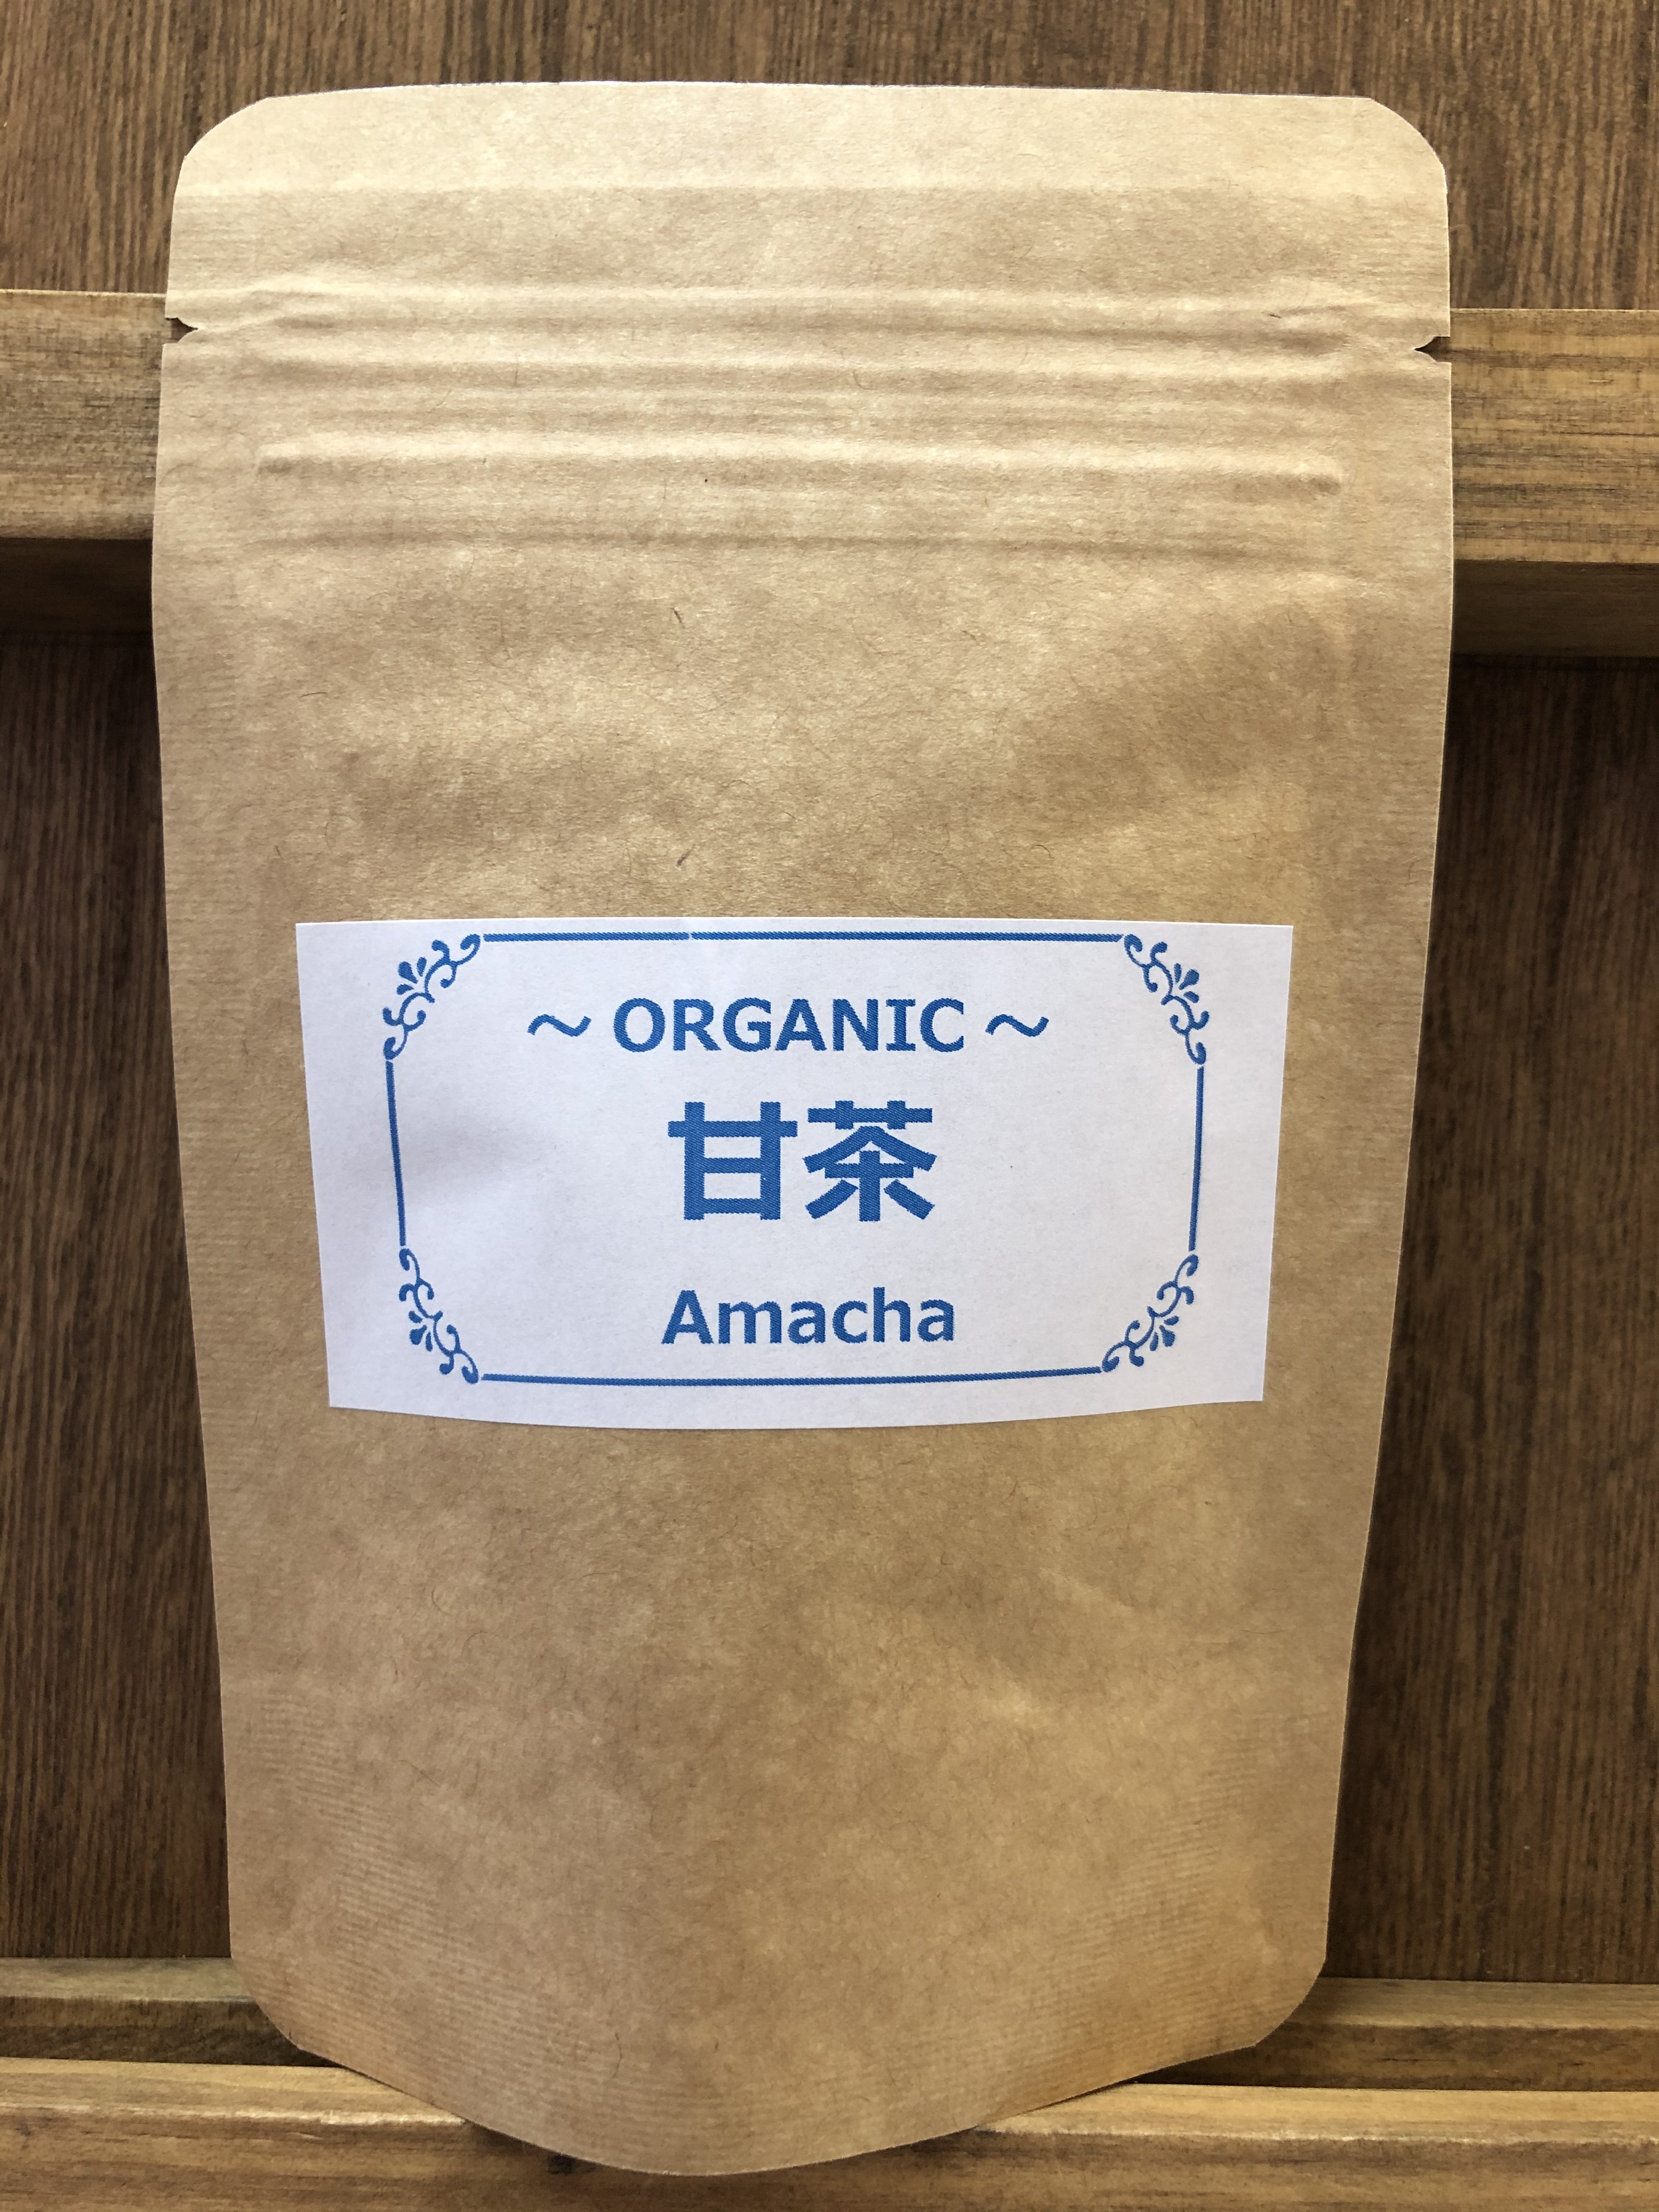 ～ ORGANIC ～
甘茶
Amacha